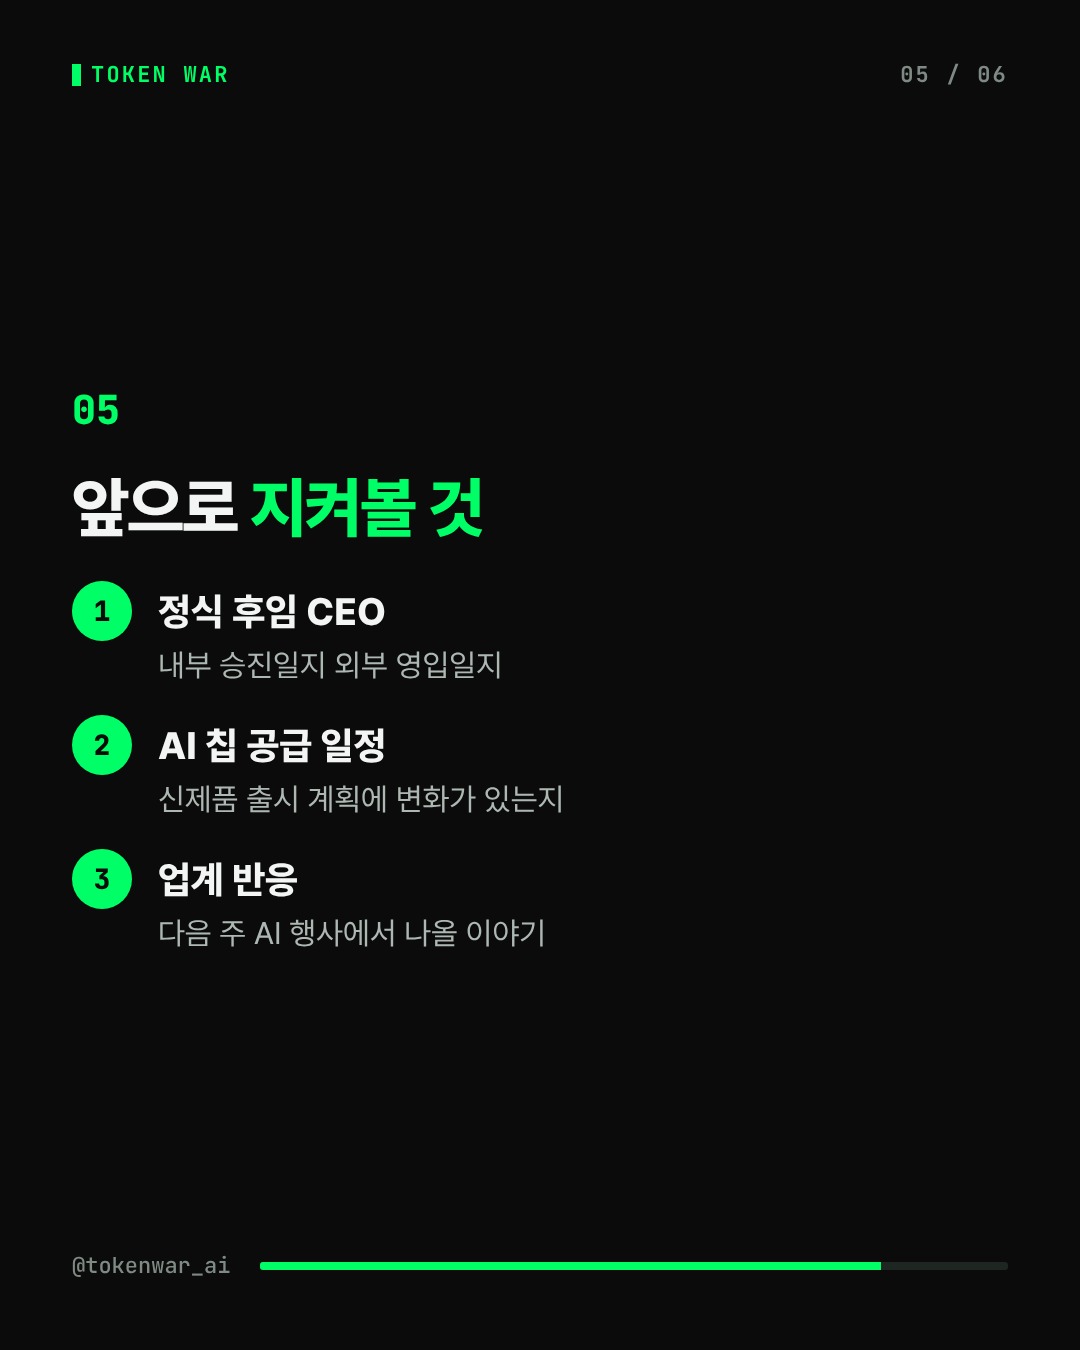 TOKEN WAR
05 / 06
05
앞으로 지켜볼 것
1
정식 후임 CEO
내부 승진일지 외부 영입일지
2
AI 칩 공급 일정
신제품 출시 계획에 변화가 있는지
3
업계 반응
다음 주 AI 행사에서 나올 이야기
@tokenwar_ai